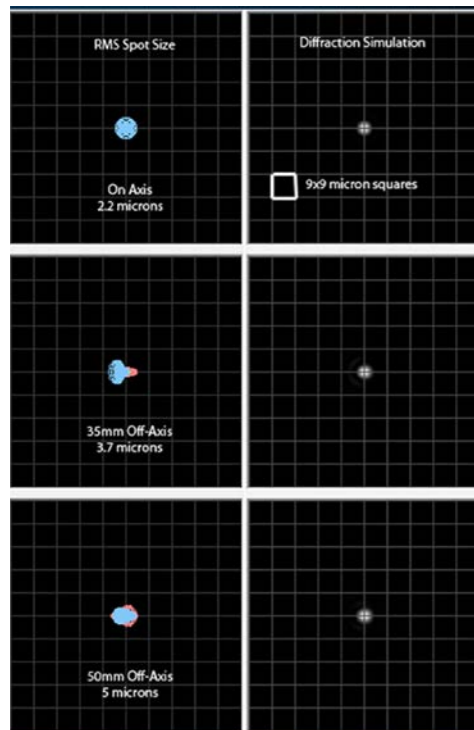 RMS Spot Size
Diffraction Simulation
On Axis
2.2 microns
9x9 micron squares
35mm Off-Axis
3.7 microns
50mm Off-Axis
5 microns